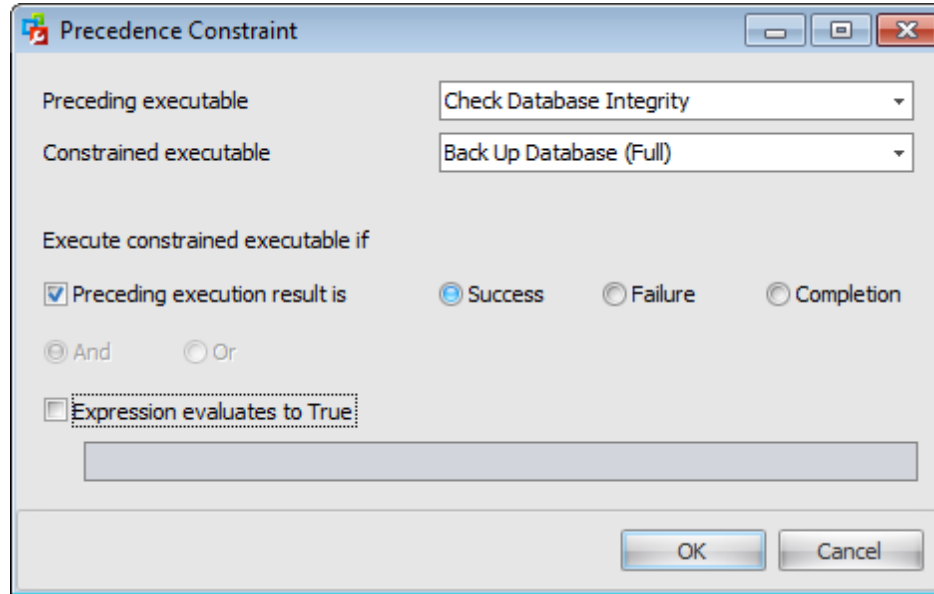 Precedence Constraint
Preceding executable Check Database Integrity
Constrained executable Back Up Database (Full)
Execute constrained executable if
Preceding execution result is Success Failure Completion
And Or
Expression evaluates to True
OK Cancel